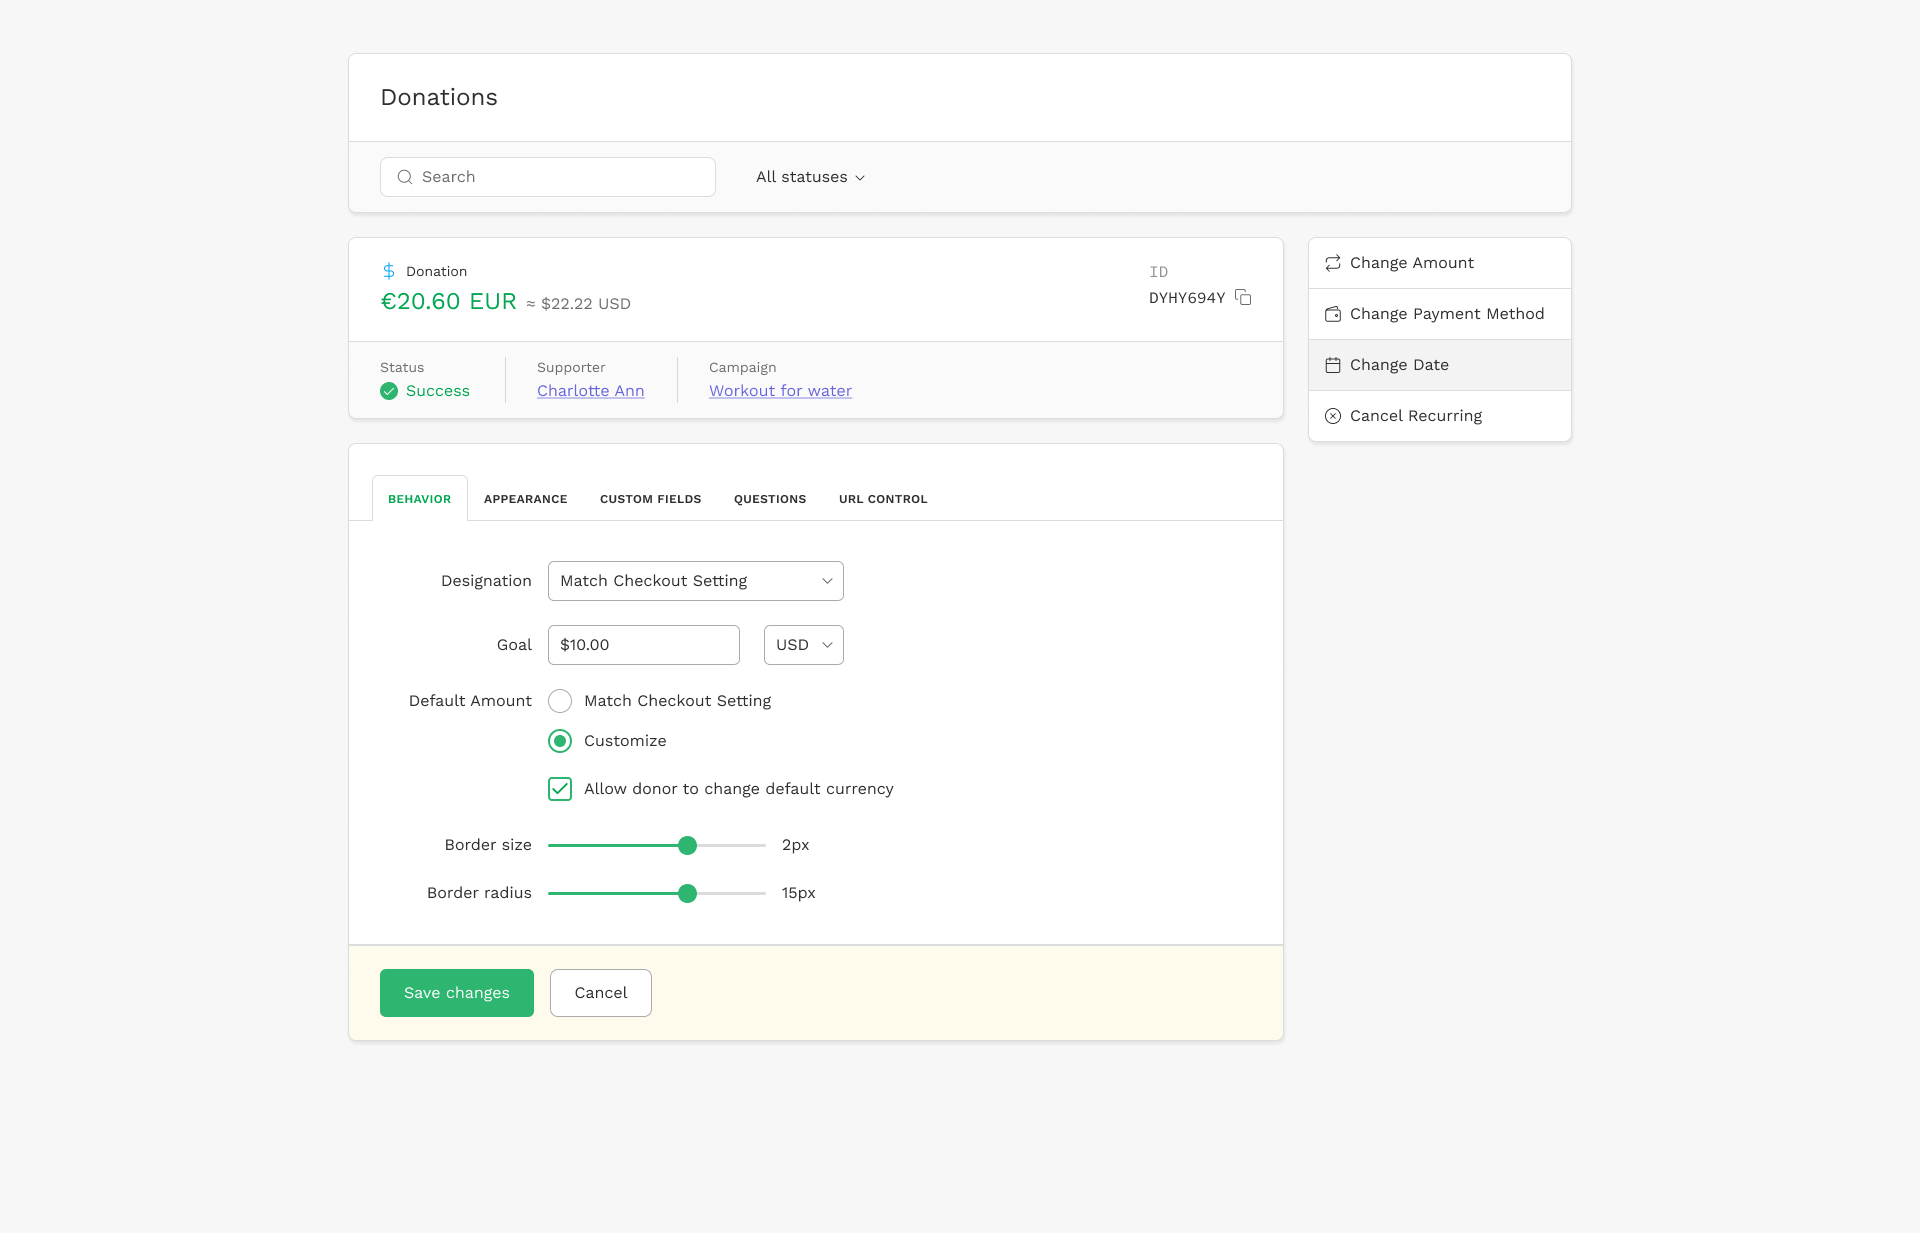 Donations
Search
All statuses
Donation
€20.60 EUR ≈ $22.22 USD
ID
DYHY694Y
Status
Success
Supporter
Charlotte Ann
Campaign
Workout for water
Change Amount
Change Payment Method
Change Date
Cancel Recurring
BEHAVIOR
APPEARANCE
CUSTOM FIELDS
QUESTIONS
URL CONTROL
Designation
Match Checkout Setting
Goal
$10.00
USD
Default Amount
Match Checkout Setting
Customize
Allow donor to change default currency
Border size
2px
Border radius
15px
Save changes
Cancel